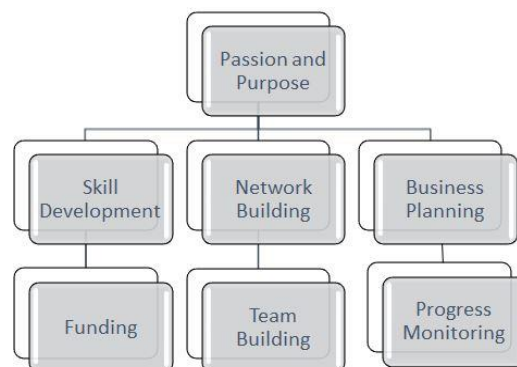 Passion and
Purpose
Skill
Development
Network
Building
Business
Planning
Funding
Team
Building
Progress
Monitoring